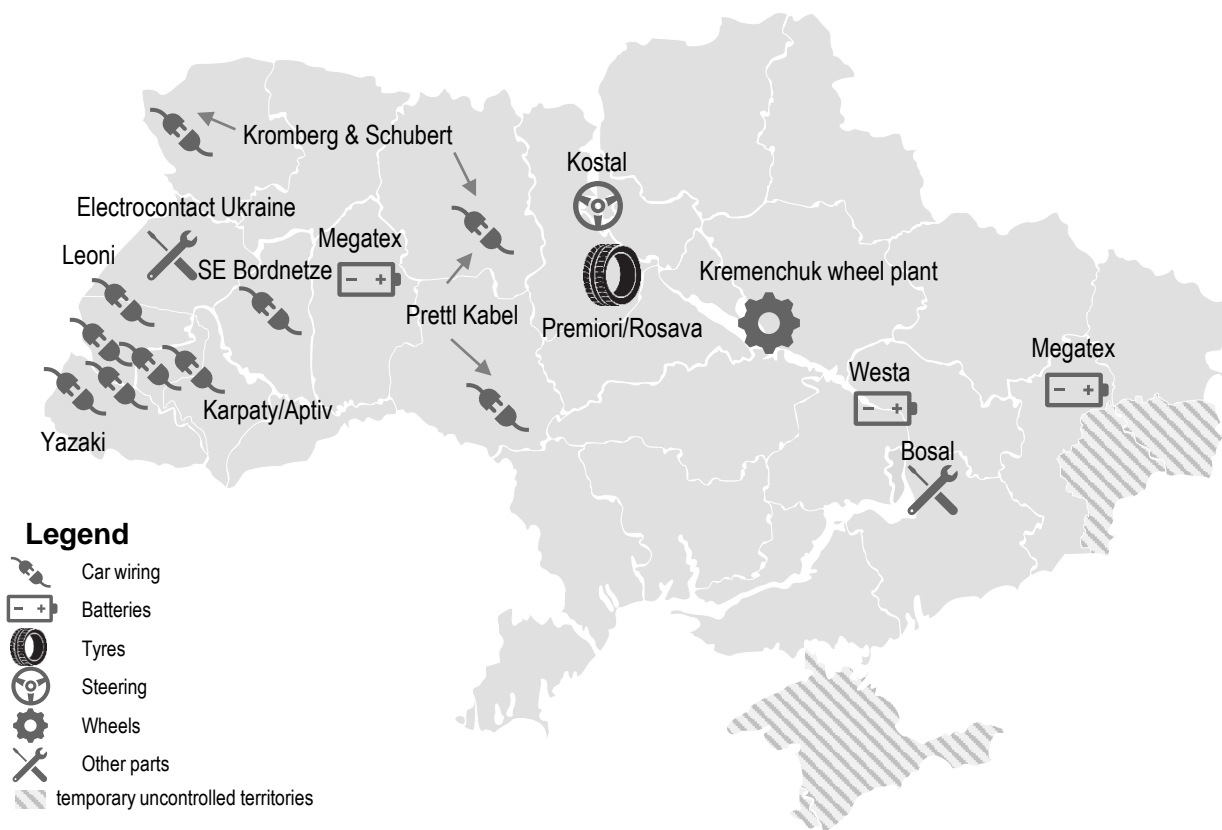 Kromberg & Schubert
Kostal
Electrocontact Ukraine
Leoni
Megatex
SE Bordnetze
Kremenchuk wheel plant
Prettl Kabel
Premiori/Rosava
Megatex
Westa
Karpaty/Aptiv
Yazaki
Bosal
Legend
Car wiring
Batteries
Tyres
Steering
Wheels
Other parts
temporary uncontrolled territories